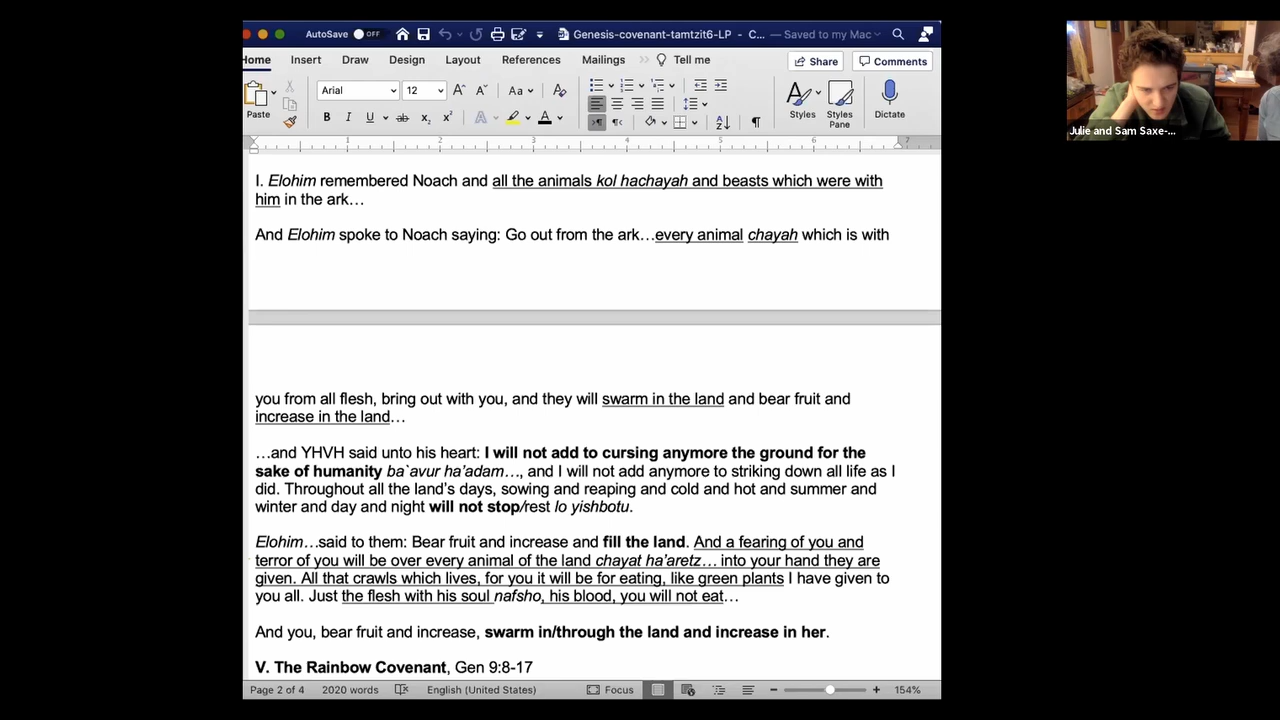 AutoSave OFF Genesis-covenant-tamtzit6-LP - C... — Saved to my Mac
Home Insert Draw Design Layout References Mailings Tell me Share Comments
Paste Arial 12 Aa Styles Styles Pane Dictate
1 2 3 4 5 6 7
I. Elohim remembered Noach and all the animals kol hachayah and beasts which were with
him in the ark…
And Elohim spoke to Noach saying: Go out from the ark…every animal chayah which is with
you from all flesh, bring out with you, and they will swarm in the land and bear fruit and
increase in the land…
…and YHVH said unto his heart: I will not add to cursing anymore the ground for the
sake of humanity ba`avur ha’adam…, and I will not add anymore to striking down all life as I
did. Throughout all the land’s days, sowing and reaping and cold and hot and summer and
winter and day and night will not stop/rest lo yishbotu.
Elohim…said to them: Bear fruit and increase and fill the land. And a fearing of you and
terror of you will be over every animal of the land chayat ha’aretz… into your hand they are
given. All that crawls which lives, for you it will be for eating, like green plants I have given to
you all. Just the flesh with his soul nafsho, his blood, you will not eat…
And you, bear fruit and increase, swarm in/through the land and increase in her.
V. The Rainbow Covenant, Gen 9:8-17
Page 2 of 4 2020 words English (United States) Focus 154%
Julie and Sam Saxe-...